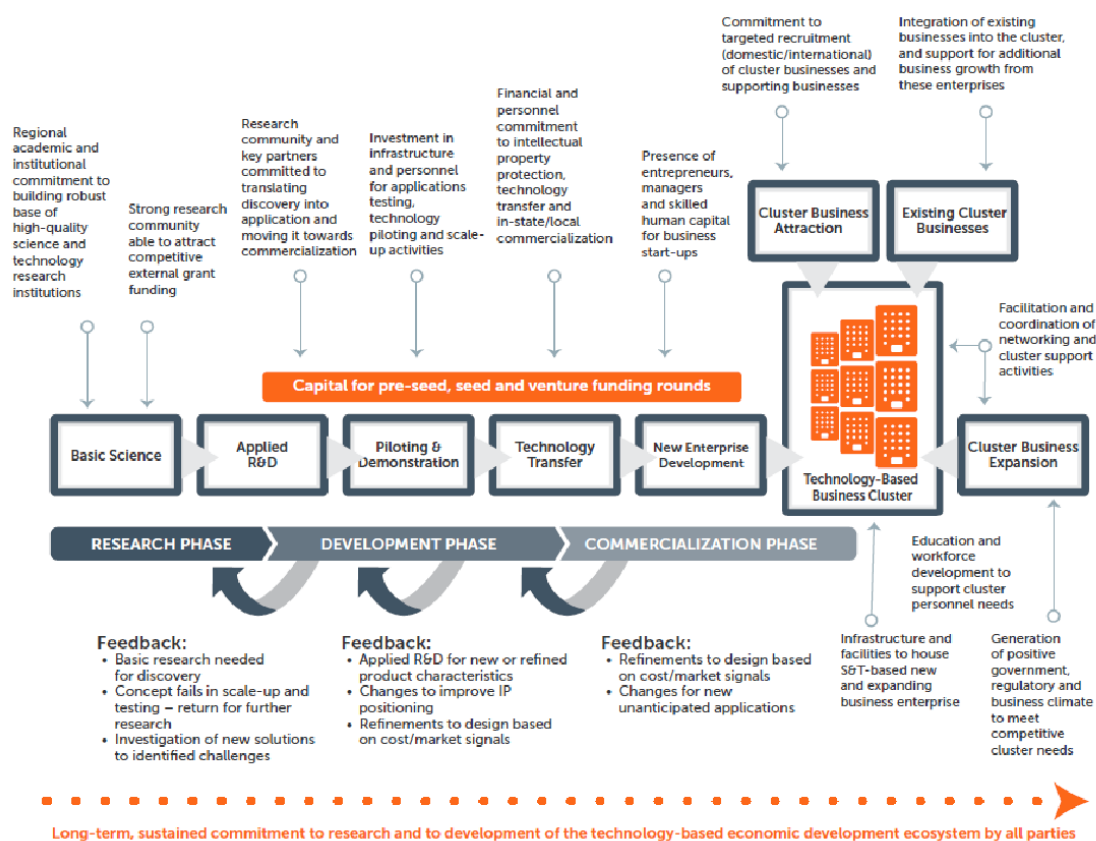 Commitment to
targeted recruitment
(domestic/international)
of cluster businesses and
supporting businesses
Integration of existing
businesses into the cluster,
and support for additional
business growth from
these enterprises
Regional
academic and
institutional
commitment to
building robust
base of
high-quality
science and
technology
research
institutions
Strong research
community
able to attract
competitive
external grant
funding
Research
community and
key partners
committed to
translating
discovery into
application and
moving it towards
commercialization
Investment in
infrastructure
and personnel
for applications
testing,
technology
piloting and scale-
up activities
Financial and
personnel
commitment
to intellectual
property
protection,
technology
transfer and
in-state/local
commercialization
Presence of
entrepreneurs,
managers
and skilled
human capital
for business
start-ups
Cluster Business
Attraction
Existing Cluster
Businesses
Facilitation and
coordination of
networking and
cluster support
activities
Capital for pre-seed, seed and venture funding rounds
Basic Science
Applied
R&D
Piloting &
Demonstration
Technology
Transfer
New Enterprise
Development
Technology-Based
Business Cluster
Cluster Business
Expansion
RESEARCH PHASE
DEVELOPMENT PHASE
COMMERCIALIZATION PHASE
Education and
workforce
development to
support cluster
personnel needs
Infrastructure and
facilities to house
S&T-based new
and expanding
business enterprise
Generation
of positive
government,
regulatory and
business climate
to meet
competitive
cluster needs
Feedback:
• Basic research needed
for discovery
• Concept fails in scale-up and
testing – return for further
research
• Investigation of new solutions
to identified challenges
Feedback:
• Applied R&D for new or refined
product characteristics
• Changes to improve IP
positioning
• Refinements to design based
on cost/market signals
Feedback:
• Refinements to design based
on cost/market signals
• Changes for new
unanticipated applications
Long-term, sustained commitment to research and to development of the technology-based economic development ecosystem by all parties